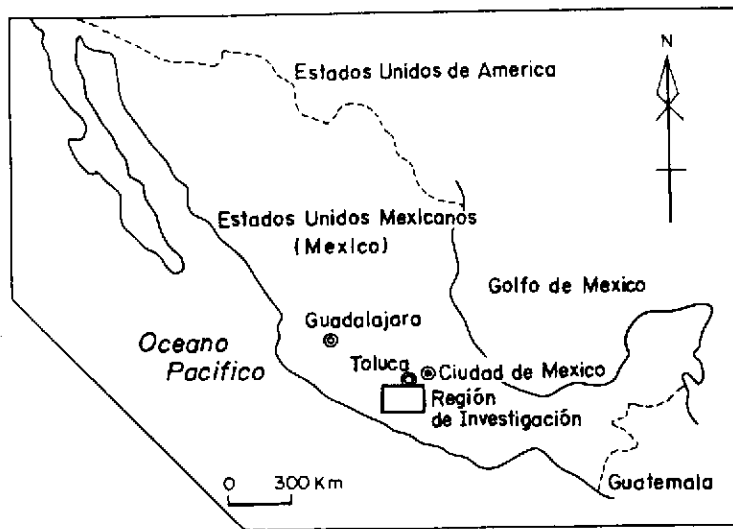 N
Estados Unidos de America
Estados Unidos Mexicanos
(Mexico)
Golfo de Mexico
Guadalajara
Oceano
Pacifico
Toluca
Ciudad de Mexico
Región
de Investigación
Guatemala
0 300 Km